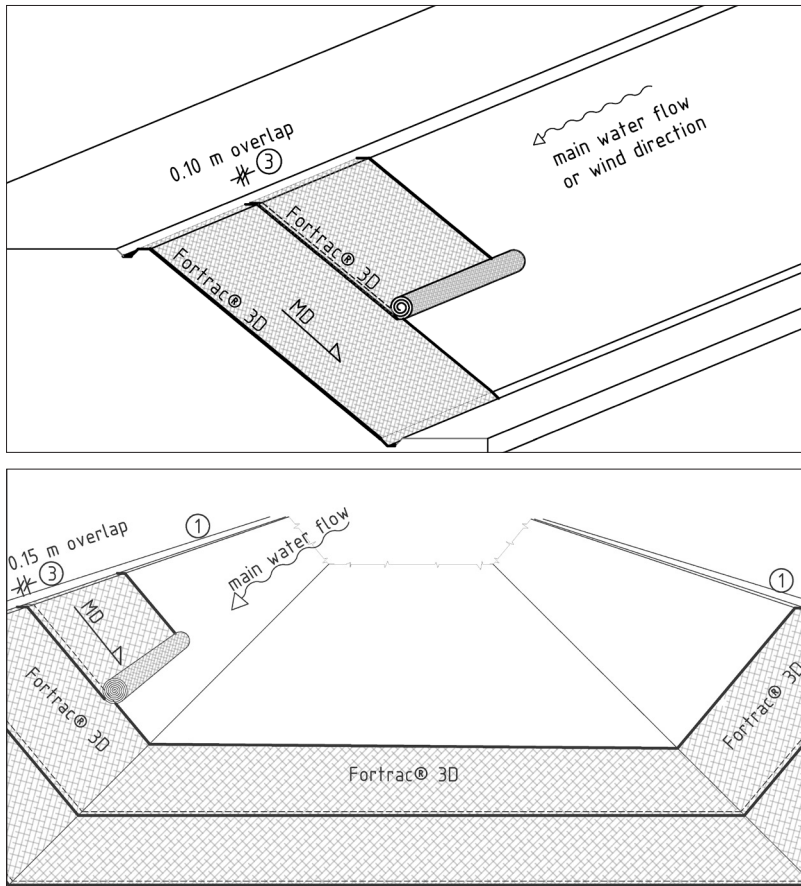 0.10 m overlap
3
main water flow
or wind direction
Fortrac® 3D
Fortrac® 3D
MD
0.15 m overlap
3
1
main water flow
1
MD
Fortrac® 3D
Fortrac® 3D
Fortrac® 3D